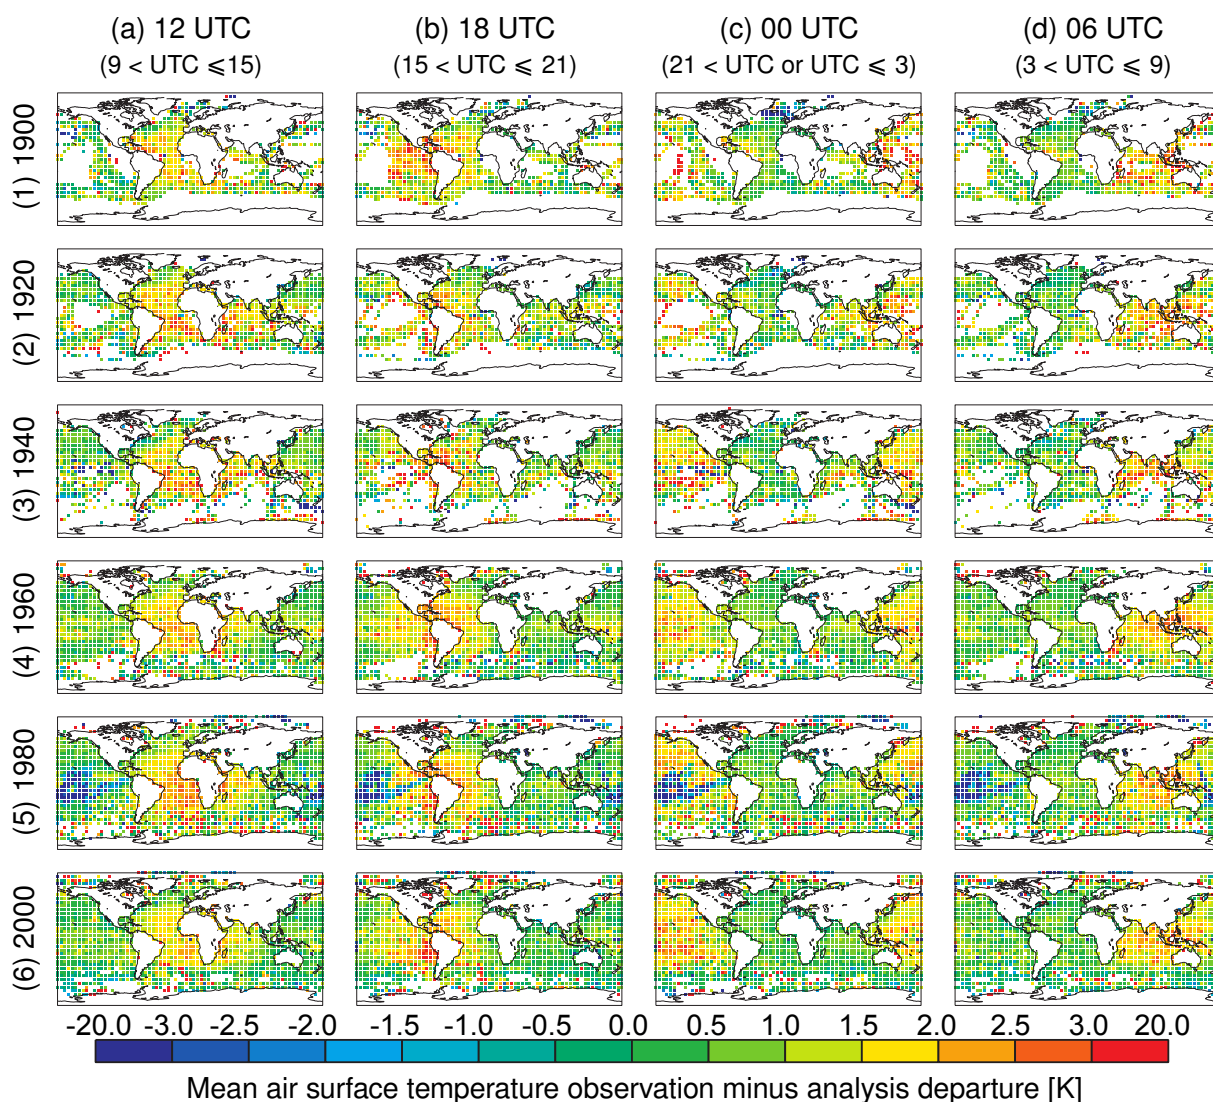 (a) 12 UTC (b) 18 UTC (c) 00 UTC (d) 06 UTC
(9 < UTC ⩽15) (15 < UTC ⩽ 21) (21 < UTC or UTC ⩽ 3) (3 < UTC ⩽ 9)
(1) 1900
(2) 1920
(3) 1940
(4) 1960
(5) 1980
(6) 2000
-20.0 -3.0 -2.5 -2.0 -1.5 -1.0 -0.5 0.0 0.5 1.0 1.5 2.0 2.5 3.0 20.0
Mean air surface temperature observation minus analysis departure [K]